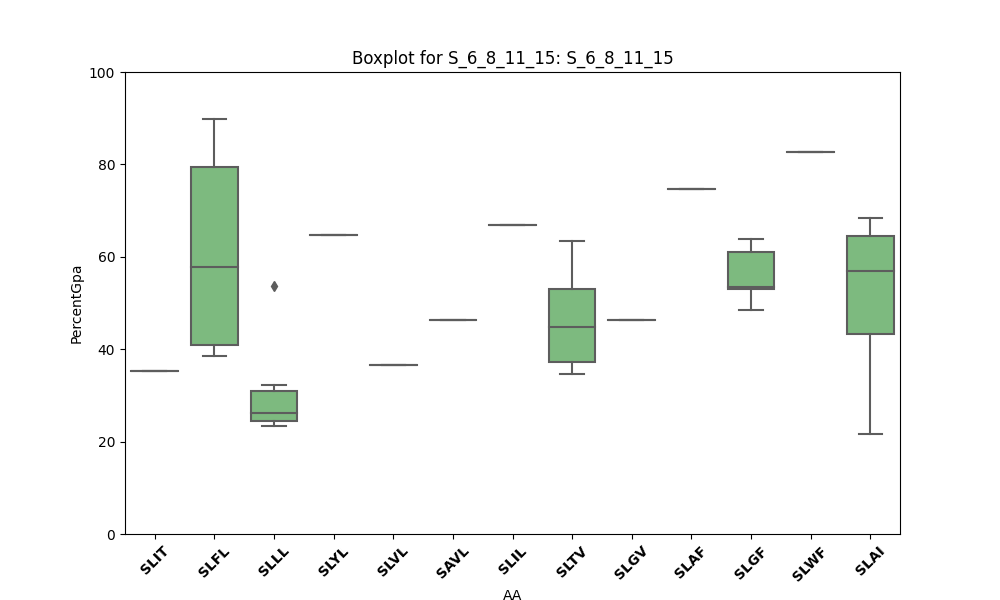 Boxplot for S_6_8_11_15: S_6_8_11_15
100
80
60
40
20
0
PercentGpa
SLIT SLFL SLLL SLYL SLVL SAVL SLIL SLTV SLGV SLAF SLGF SLWF SLAI
AA